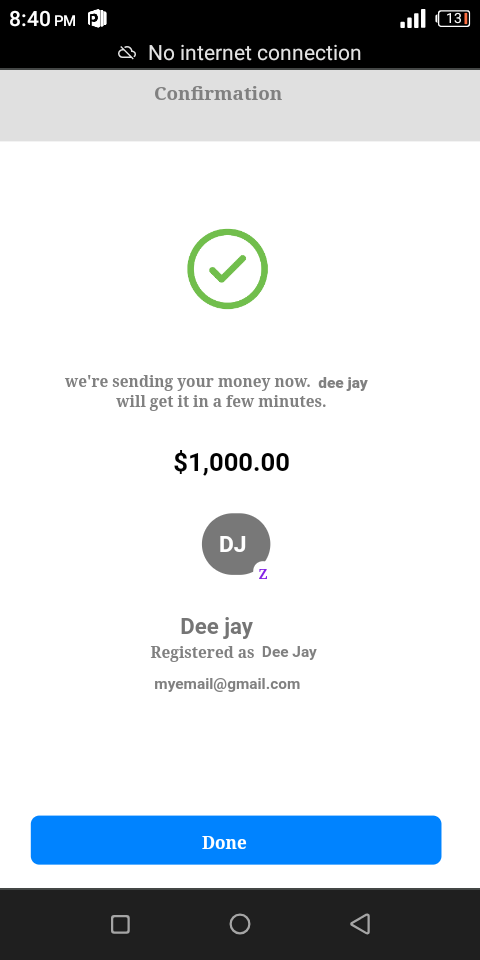 8:40 PM
13
No internet connection
Confirmation
we're sending your money now. dee jay
will get it in a few minutes.
$1,000.00
DJ
Z
Dee jay
Registered as Dee Jay
myemail@gmail.com
Done